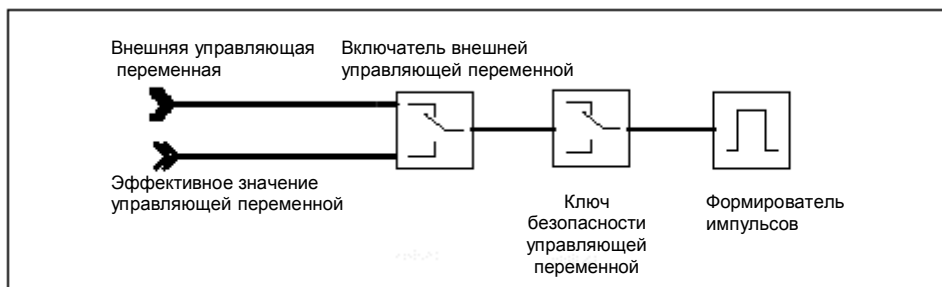 Внешняя управляющая
переменная
Включатель внешней
управляющей переменной
Эффективное значение
управляющей переменной
Ключ
безопасности
управляющей
переменной
Формирователь
импульсов